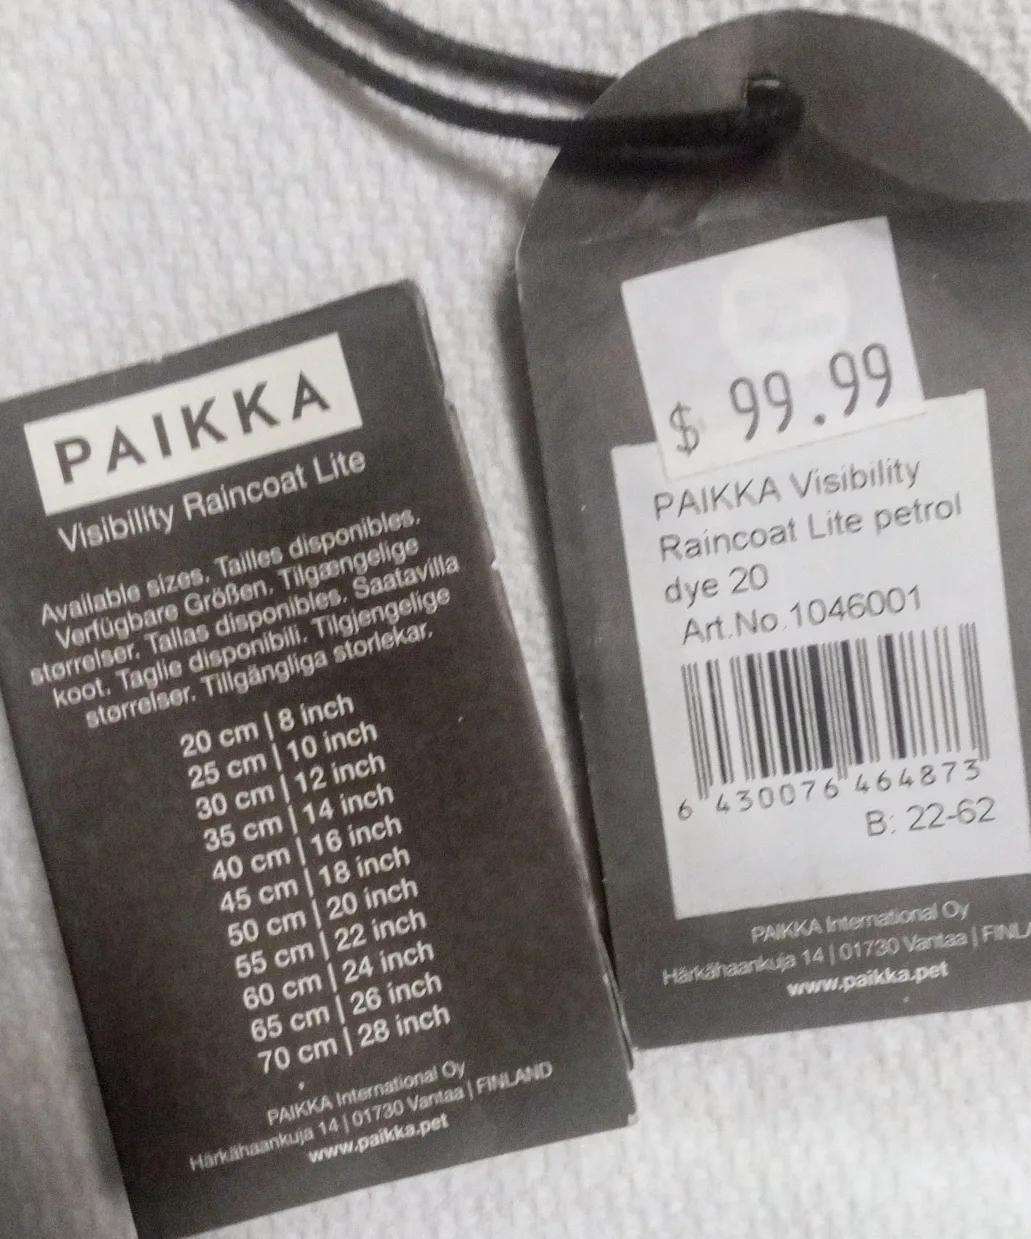 PAIKKA
Visibility Raincoat Lite
Available sizes. Tailles disponibles.
Verfügbare Größen. Tilgængelige
størrelser. Tallas disponibles. Saatavilla
koot. Taglie disponibili. Tilgjengelige
størrelser. Tillgängliga storlekar.
20 cm | 8 inch
25 cm | 10 inch
30 cm | 12 inch
35 cm | 14 inch
40 cm | 16 inch
45 cm | 18 inch
50 cm | 20 inch
55 cm | 22 inch
60 cm | 24 inch
65 cm | 26 inch
70 cm | 28 inch
PAIKKA International Oy
Härkähaankuja 14 | 01730 Vantaa | FINLAND
www.paikka.pet
$ 99.99
PAIKKA Visibility
Raincoat Lite petrol
dye 20
Art.No.1046001
6 430076 464873
B: 22-62
PAIKKA International Oy
Härkähaankuja 14 | 01730 Vantaa | FINLA
www.paikka.pet